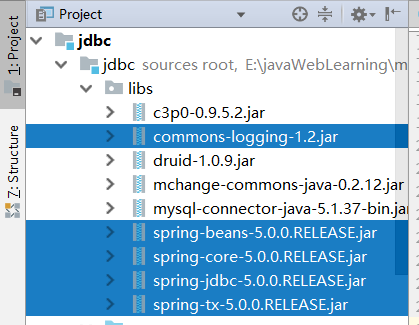 1: Project
Z: Structure
Project
jdbc
jdbc sources root, E:\javaWebLearning\m
libs
c3p0-0.9.5.2.jar
commons-logging-1.2.jar
druid-1.0.9.jar
mchange-commons-java-0.2.12.jar
mysql-connector-java-5.1.37-bin.jar
spring-beans-5.0.0.RELEASE.jar
spring-core-5.0.0.RELEASE.jar
spring-jdbc-5.0.0.RELEASE.jar
spring-tx-5.0.0.RELEASE.jar